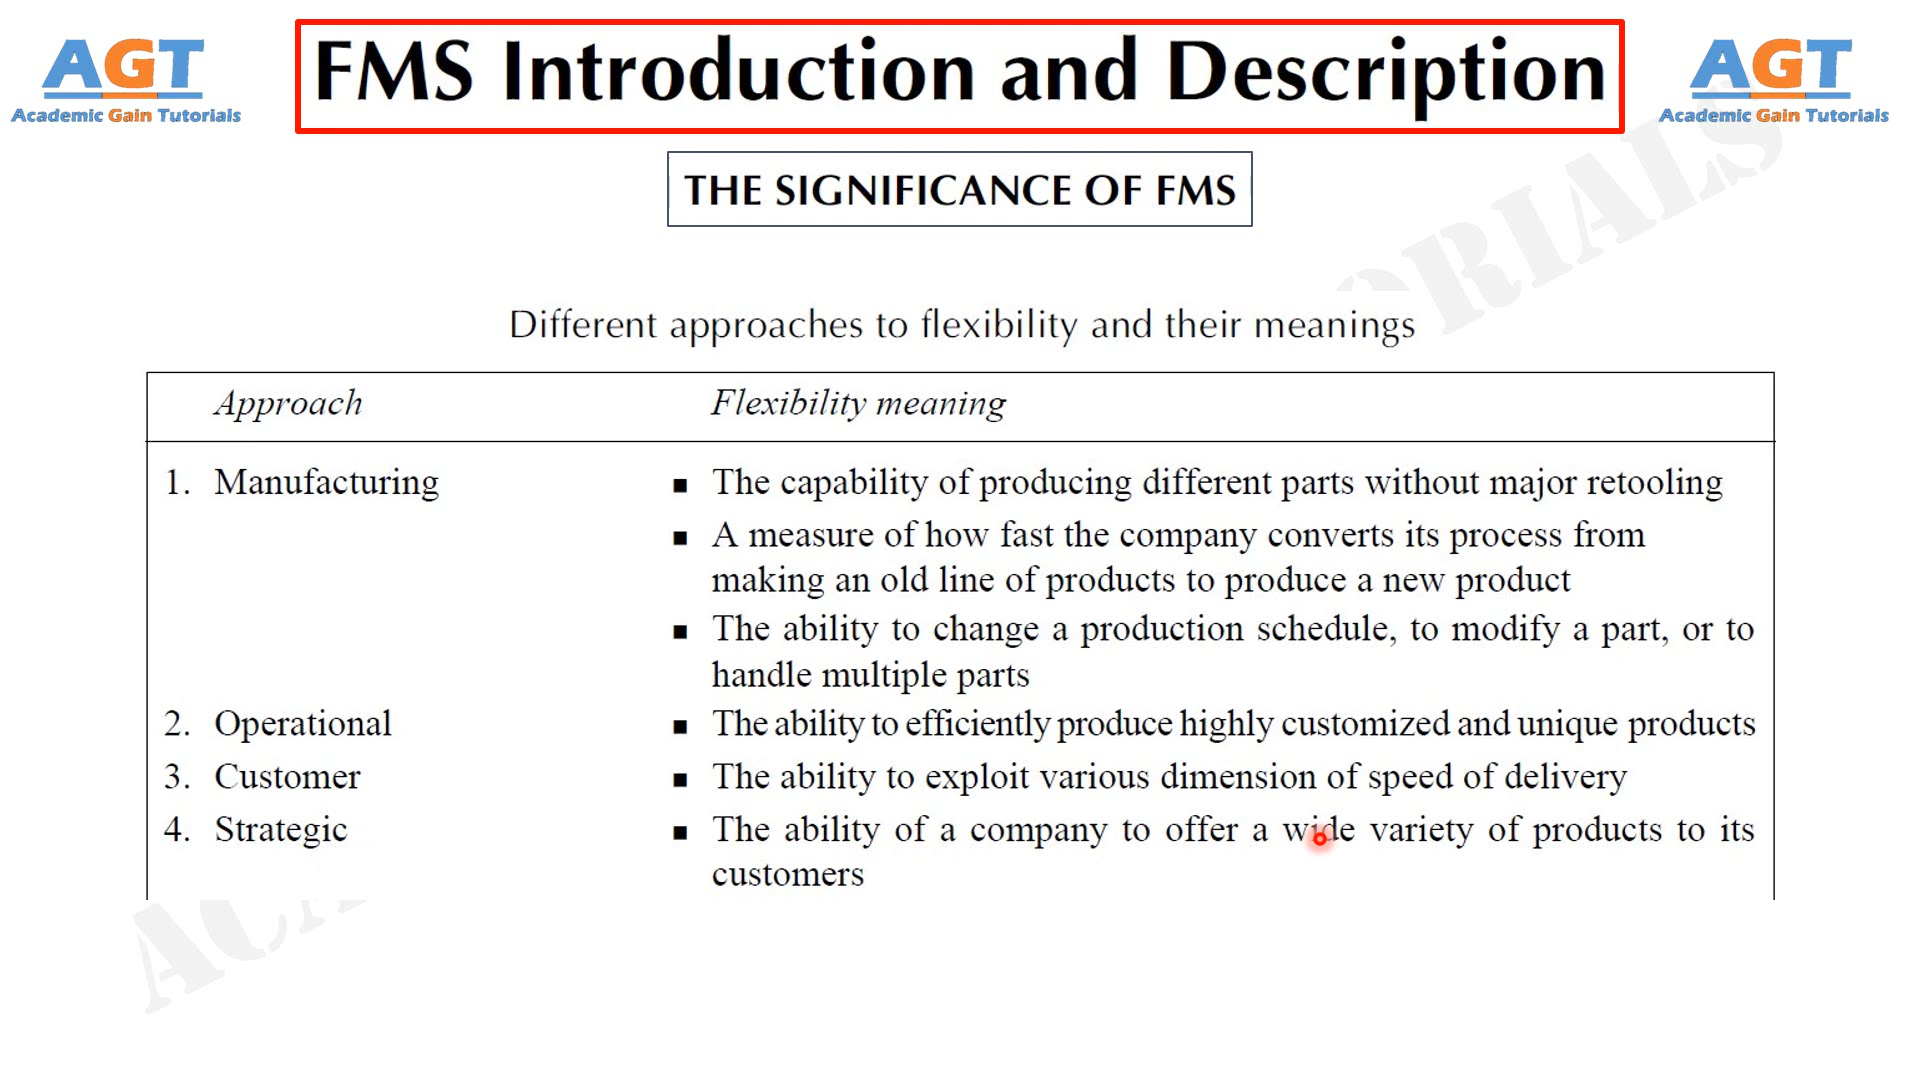 AGT
Academic Gain Tutorials
FMS Introduction and Description
AGT
Academic Gain Tutorials
THE SIGNIFICANCE OF FMS
Different approaches to flexibility and their meanings
Approach Flexibility meaning
1. Manufacturing ■ The capability of producing different parts without major retooling
■ A measure of how fast the company converts its process from
making an old line of products to produce a new product
■ The ability to change a production schedule, to modify a part, or to
handle multiple parts
2. Operational ■ The ability to efficiently produce highly customized and unique products
3. Customer ■ The ability to exploit various dimension of speed of delivery
4. Strategic ■ The ability of a company to offer a wide variety of products to its
customers